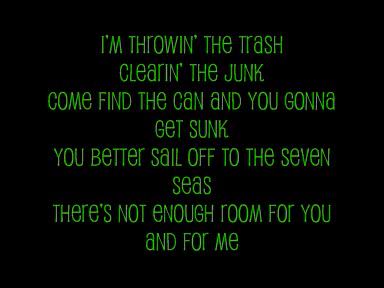 I'm throwin' the trash
Clearin' the junk
Come find the can and you gonna
get sunk
You better sail off to the seven
seas
There's not enough room for you
and for me